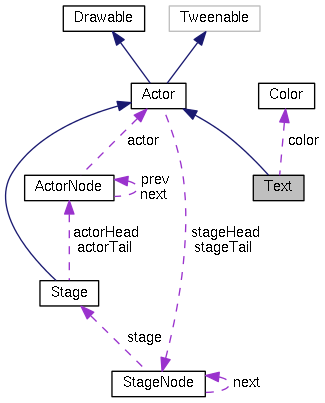 Drawable
Tweenable
Actor
Color
actor
color
ActorNode
prev
next
Text
actorHead
actorTail
stageHead
stageTail
Stage
stage
StageNode
next